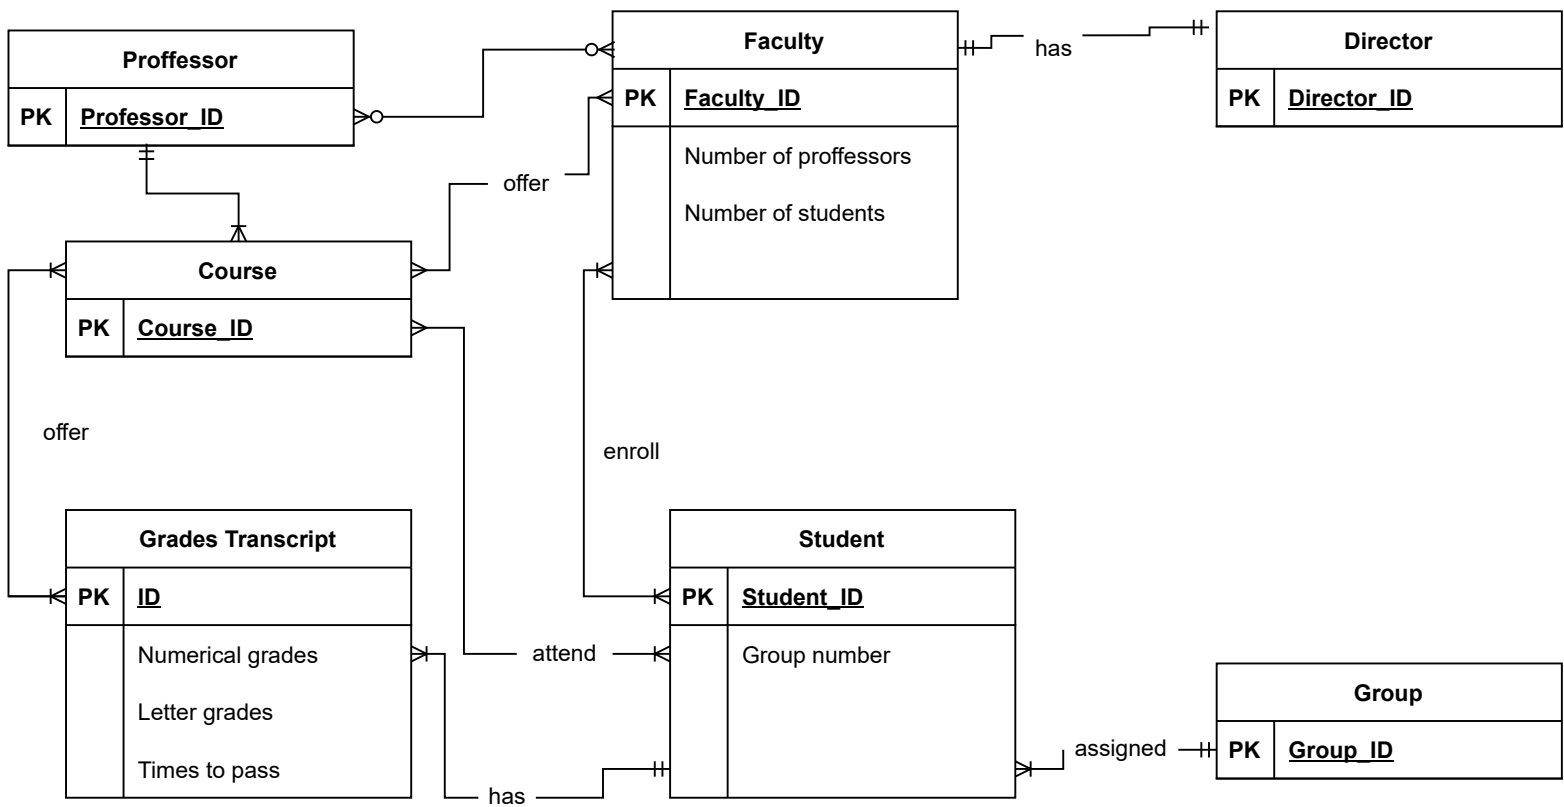 Proffessor
PK Professor_ID
Faculty
PK Faculty_ID
Number of proffessors
Number of students
has
Director
PK Director_ID
offer
Course
PK Course_ID
offer
enroll
Grades Transcript
PK ID
Numerical grades
Letter grades
Times to pass
attend
has
Student
PK Student_ID
Group number
assigned
Group
PK Group_ID